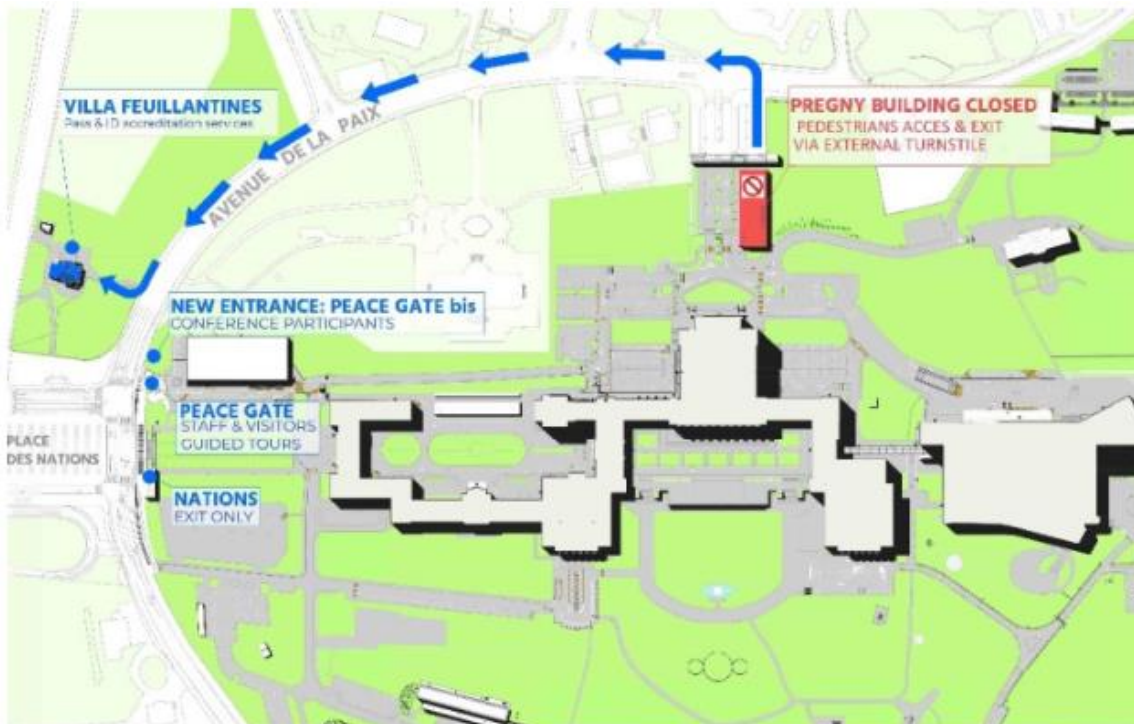 VILLA FEUILLANTINES
Pass & ID accreditation services
AVENUE DE LA PAIX
PREGNY BUILDING CLOSED
PEDESTRIANS ACCES & EXIT
VIA EXTERNAL TURNSTILE
NEW ENTRANCE: PEACE GATE bis
CONFERENCE PARTICIPANTS
PEACE GATE
STAFF & VISITORS
GUIDED TOURS
PLACE
DES NATIONS
NATIONS
EXIT ONLY